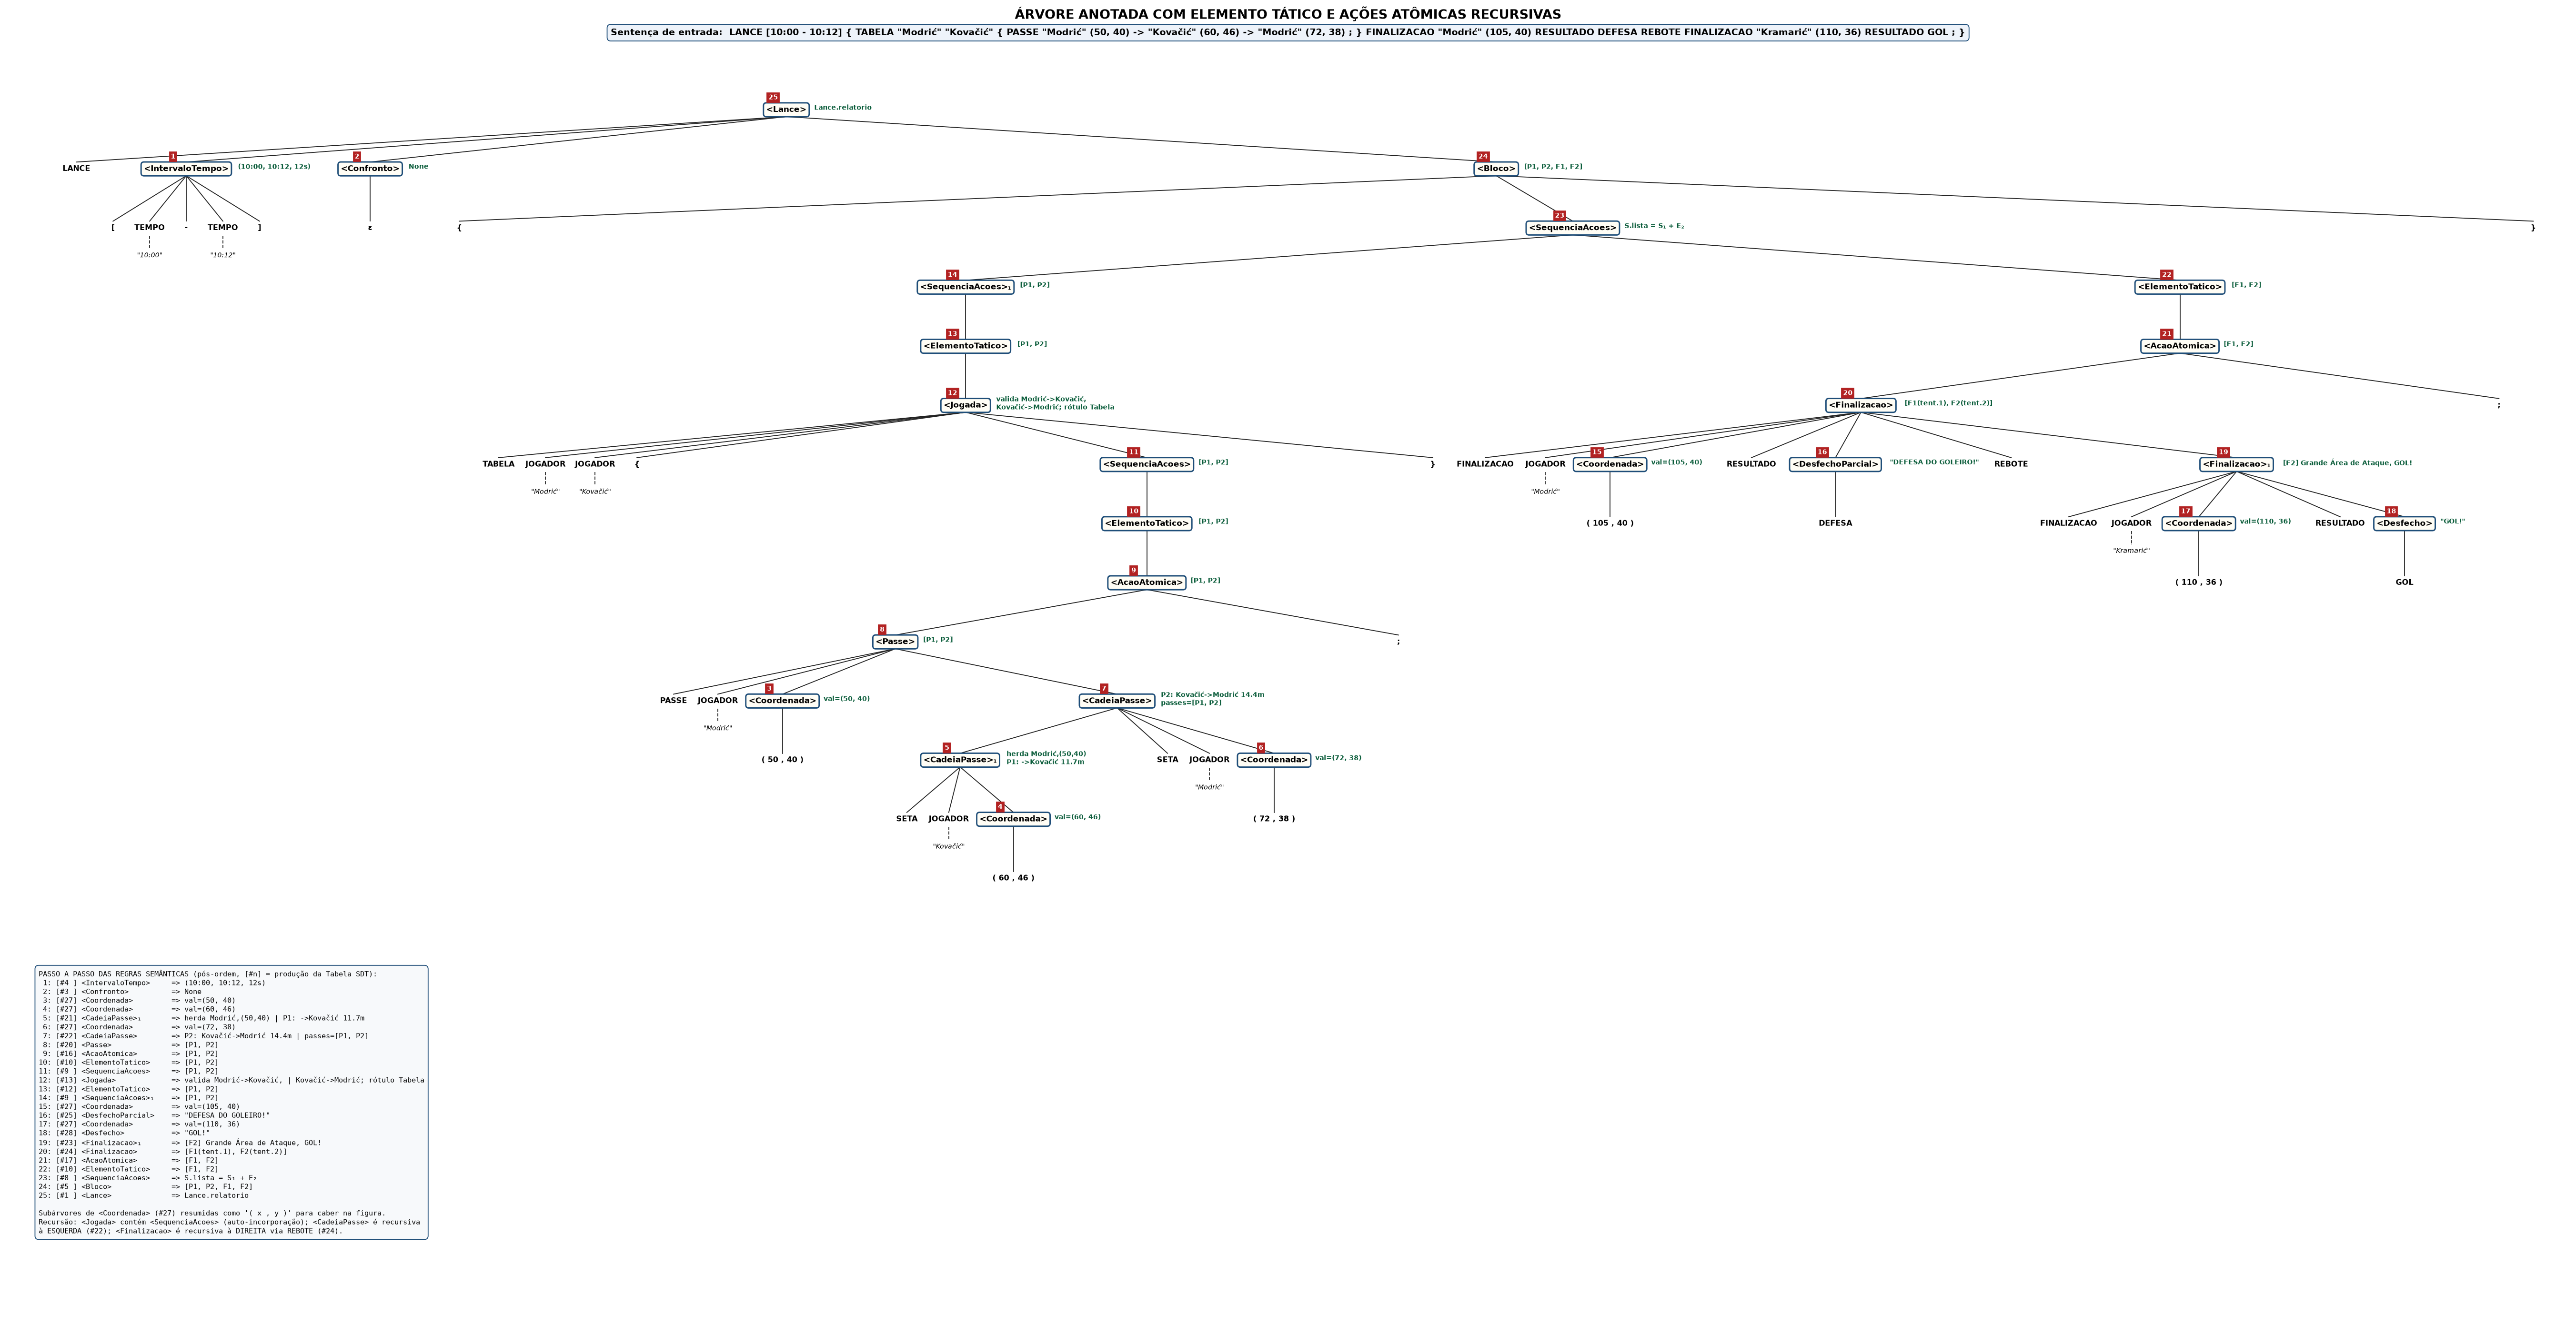 ÁRVORE ANOTADA COM ELEMENTO TÁTICO E AÇÕES ATÔMICAS RECURSIVAS
Sentença de entrada: LANCE [10:00 - 10:12] { TABELA "Modrić" "Kovačić" { PASSE "Modrić" (50, 40) -> "Kovačić" (60, 46) -> "Modrić" (72, 38) ; } FINALIZACAO "Modrić" (105, 40) RESULTADO DEFESA REBOTE FINALIZACAO "Kramarić" (110, 36) RESULTADO GOL ; }
25
<Lance> Lance.relatorio
1 2 24
LANCE <IntervaloTempo> (10:00, 10:12, 12s) <Confronto> None <Bloco> [P1, P2, F1, F2]
23
[ TEMPO - TEMPO ] ε { <SequenciaAcoes> S.lista = S₁ + E₂ }
"10:00" "10:12"
14 22
<SequenciaAcoes>₁ [P1, P2] <ElementoTatico> [F1, F2]
13 21
<ElementoTatico> [P1, P2] <AcaoAtomica> [F1, F2]
12 20
<Jogada> valida Modrić->Kovačić,
Kovačić->Modrić; rótulo Tabela
<Finalizacao> [F1(tent.1), F2(tent.2)] ;
11 15 16 19
TABELA JOGADOR JOGADOR { <SequenciaAcoes> [P1, P2] } FINALIZACAO JOGADOR <Coordenada> val=(105, 40) RESULTADO <DesfechoParcial> "DEFESA DO GOLEIRO!" REBOTE <Finalizacao>₁ [F2] Grande Área de Ataque, GOL!
"Modrić" "Kovačić" "Modrić"
10 17 18
<ElementoTatico> [P1, P2] ( 105 , 40 ) DEFESA FINALIZACAO JOGADOR <Coordenada> val=(110, 36) RESULTADO <Desfecho> "GOL!"
"Kramarić"
9
<AcaoAtomica> [P1, P2] ( 110 , 36 ) GOL
8
<Passe> [P1, P2] ;
3 7
PASSE JOGADOR <Coordenada> val=(50, 40) <CadeiaPasse> P2: Kovačić->Modrić 14.4m
passes=[P1, P2]
"Modrić"
5 6
( 50 , 40 ) <CadeiaPasse>₁ herda Modrić,(50,40)
P1: ->Kovačić 11.7m
SETA JOGADOR <Coordenada> val=(72, 38)
"Modrić"
4
SETA JOGADOR <Coordenada> val=(60, 46) ( 72 , 38 )
"Kovačić"
( 60 , 46 )
PASSO A PASSO DAS REGRAS SEMÂNTICAS (pós-ordem, [#n] = produção da Tabela SDT):
1: [#4 ] <IntervaloTempo> => (10:00, 10:12, 12s)
2: [#3 ] <Confronto> => None
3: [#27] <Coordenada> => val=(50, 40)
4: [#27] <Coordenada> => val=(60, 46)
5: [#21] <CadeiaPasse>₁ => herda Modrić,(50,40) | P1: ->Kovačić 11.7m
6: [#27] <Coordenada> => val=(72, 38)
7: [#22] <CadeiaPasse> => P2: Kovačić->Modrić 14.4m | passes=[P1, P2]
8: [#20] <Passe> => [P1, P2]
9: [#16] <AcaoAtomica> => [P1, P2]
10: [#10] <ElementoTatico> => [P1, P2]
11: [#9 ] <SequenciaAcoes> => [P1, P2]
12: [#13] <Jogada> => valida Modrić->Kovačić, | Kovačić->Modrić; rótulo Tabela
13: [#12] <ElementoTatico> => [P1, P2]
14: [#9 ] <SequenciaAcoes>₁ => [P1, P2]
15: [#27] <Coordenada> => val=(105, 40)
16: [#25] <DesfechoParcial> => "DEFESA DO GOLEIRO!"
17: [#27] <Coordenada> => val=(110, 36)
18: [#28] <Desfecho> => "GOL!"
19: [#23] <Finalizacao>₁ => [F2] Grande Área de Ataque, GOL!
20: [#24] <Finalizacao> => [F1(tent.1), F2(tent.2)]
21: [#17] <AcaoAtomica> => [F1, F2]
22: [#10] <ElementoTatico> => [F1, F2]
23: [#8 ] <SequenciaAcoes> => S.lista = S₁ + E₂
24: [#5 ] <Bloco> => [P1, P2, F1, F2]
25: [#1 ] <Lance> => Lance.relatorio
Subárvores de <Coordenada> (#27) resumidas como '( x , y )' para caber na figura.
Recursão: <Jogada> contém <SequenciaAcoes> (auto-incorporação); <CadeiaPasse> é recursiva
à ESQUERDA (#22); <Finalizacao> é recursiva à DIREITA via REBOTE (#24).